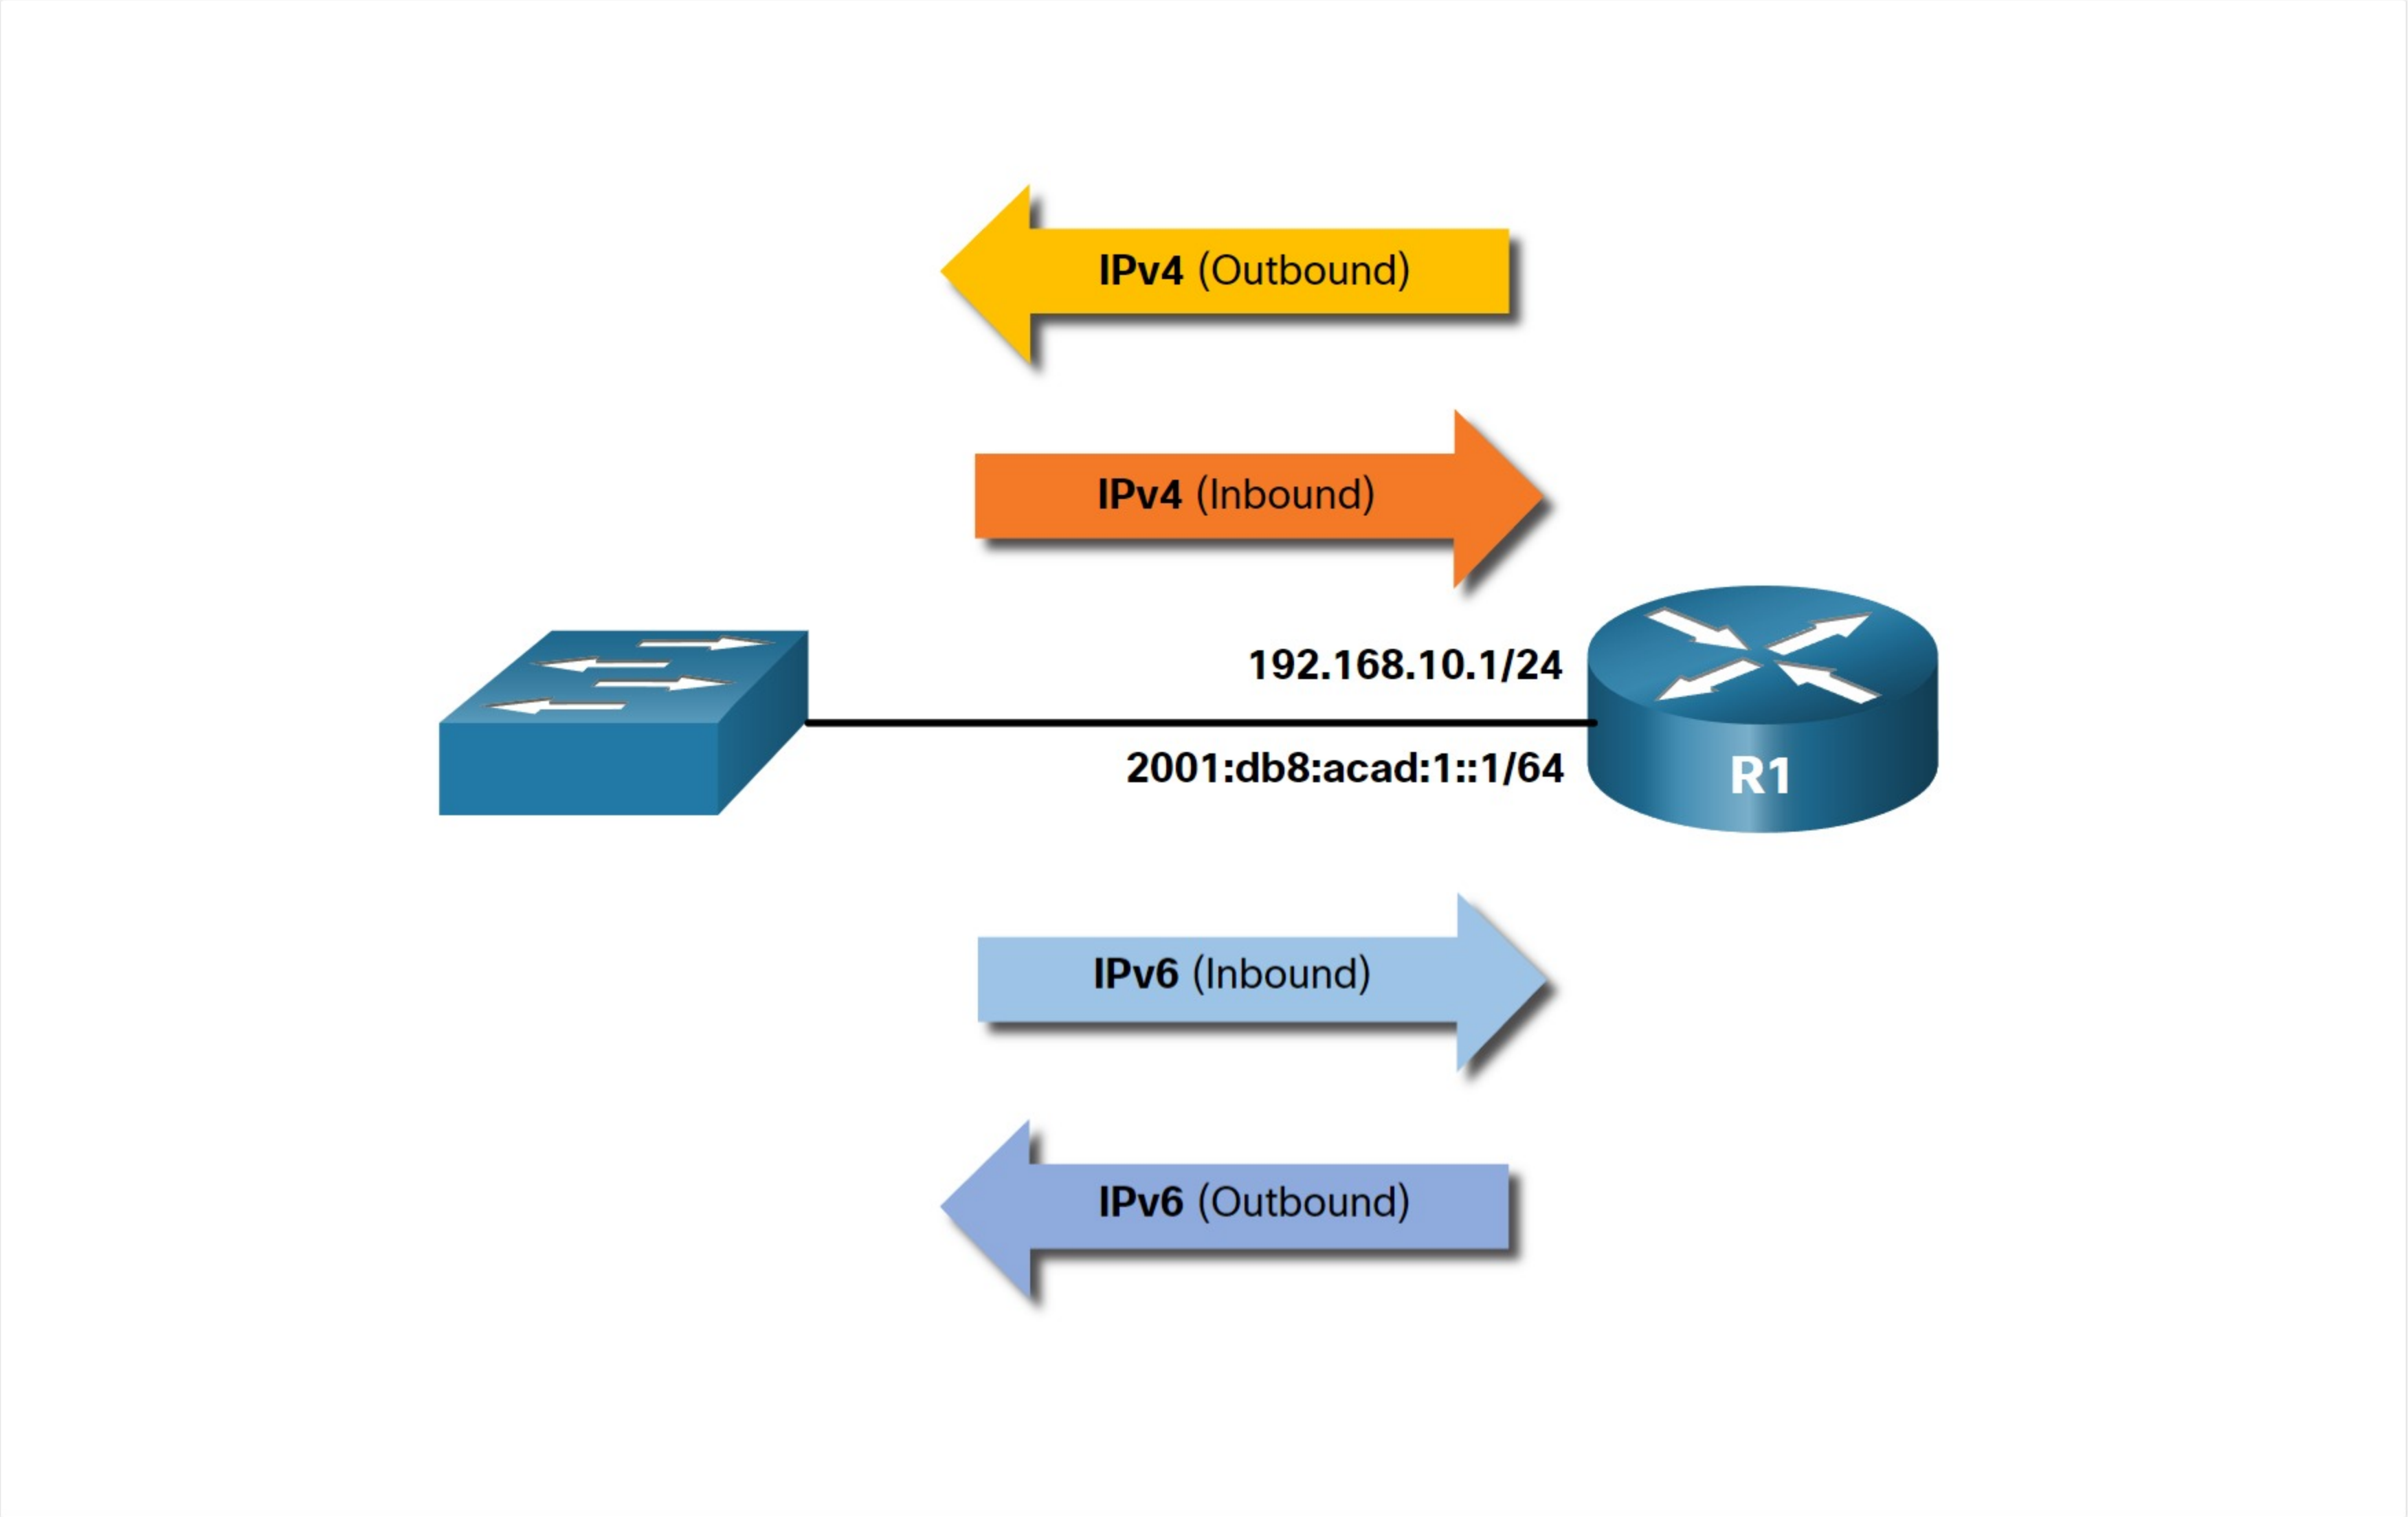 IPv4 (Outbound)
IPv4 (Inbound)
192.168.10.1/24
2001:db8:acad:1::1/64
R1
IPv6 (Inbound)
IPv6 (Outbound)